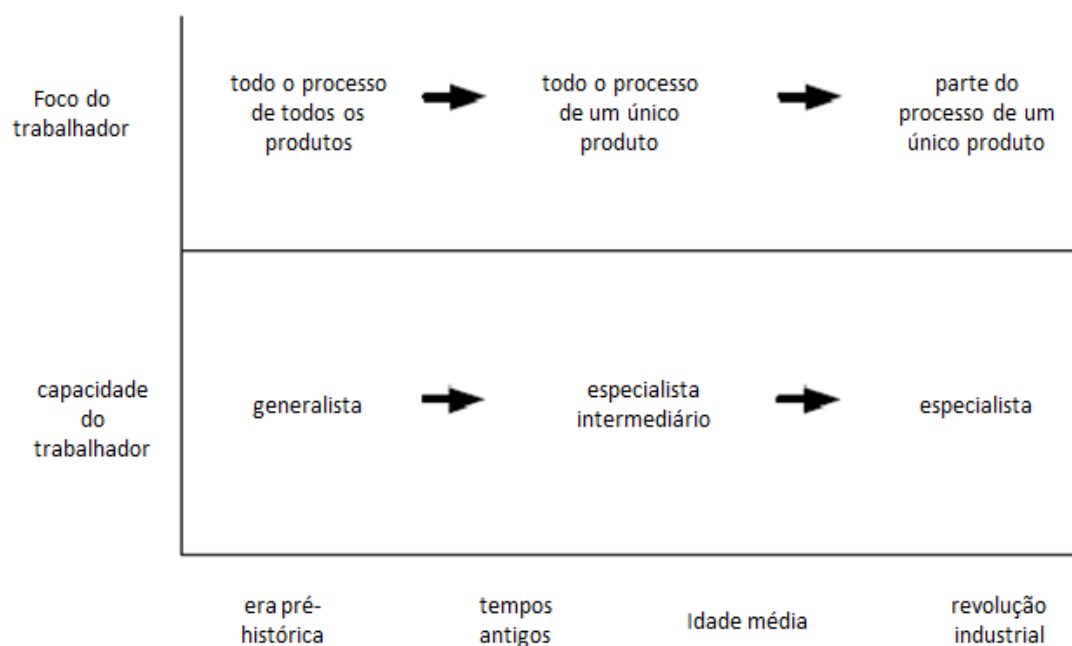 Foco do
trabalhador
todo o processo
de todos os
produtos
todo o processo
de um único
produto
parte do
processo de um
único produto
capacidade
do
trabalhador
generalista
especialista
intermediário
especialista
era pré-
histórica
tempos
antigos
Idade média
revolução
industrial